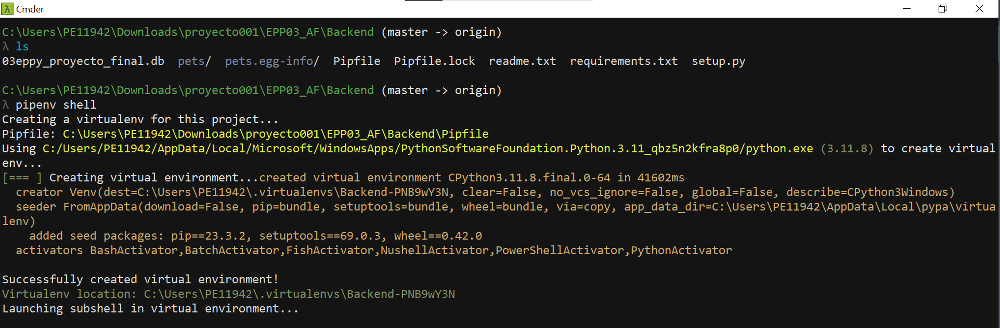 λ Cmder
C:\Users\PE11942\Downloads\proyecto001\EPP03_AF\Backend (master -> origin)
λ ls
03eppy_proyecto_final.db  pets/  pets.egg-info/  Pipfile  Pipfile.lock  readme.txt  requirements.txt  setup.py
C:\Users\PE11942\Downloads\proyecto001\EPP03_AF\Backend (master -> origin)
λ pipenv shell
Creating a virtualenv for this project...
Pipfile: C:\Users\PE11942\Downloads\proyecto001\EPP03_AF\Backend\Pipfile
Using C:/Users/PE11942/AppData/Local/Microsoft/WindowsApps/PythonSoftwareFoundation.Python.3.11_qbz5n2kfra8p0/python.exe (3.11.8) to create virtual
env...
[=== ] Creating virtual environment...created virtual environment CPython3.11.8.final.0-64 in 41602ms
  creator Venv(dest=C:\Users\PE11942\.virtualenvs\Backend-PNB9wY3N, clear=False, no_vcs_ignore=False, global=False, describe=CPython3Windows)
  seeder FromAppData(download=False, pip=bundle, setuptools=bundle, wheel=bundle, via=copy, app_data_dir=C:\Users\PE11942\AppData\Local\pypa\virtua
lenv)
    added seed packages: pip==23.3.2, setuptools==69.0.3, wheel==0.42.0
  activators BashActivator,BatchActivator,FishActivator,NushellActivator,PowerShellActivator,PythonActivator
Successfully created virtual environment!
Virtualenv location: C:\Users\PE11942\.virtualenvs\Backend-PNB9wY3N
Launching subshell in virtual environment...